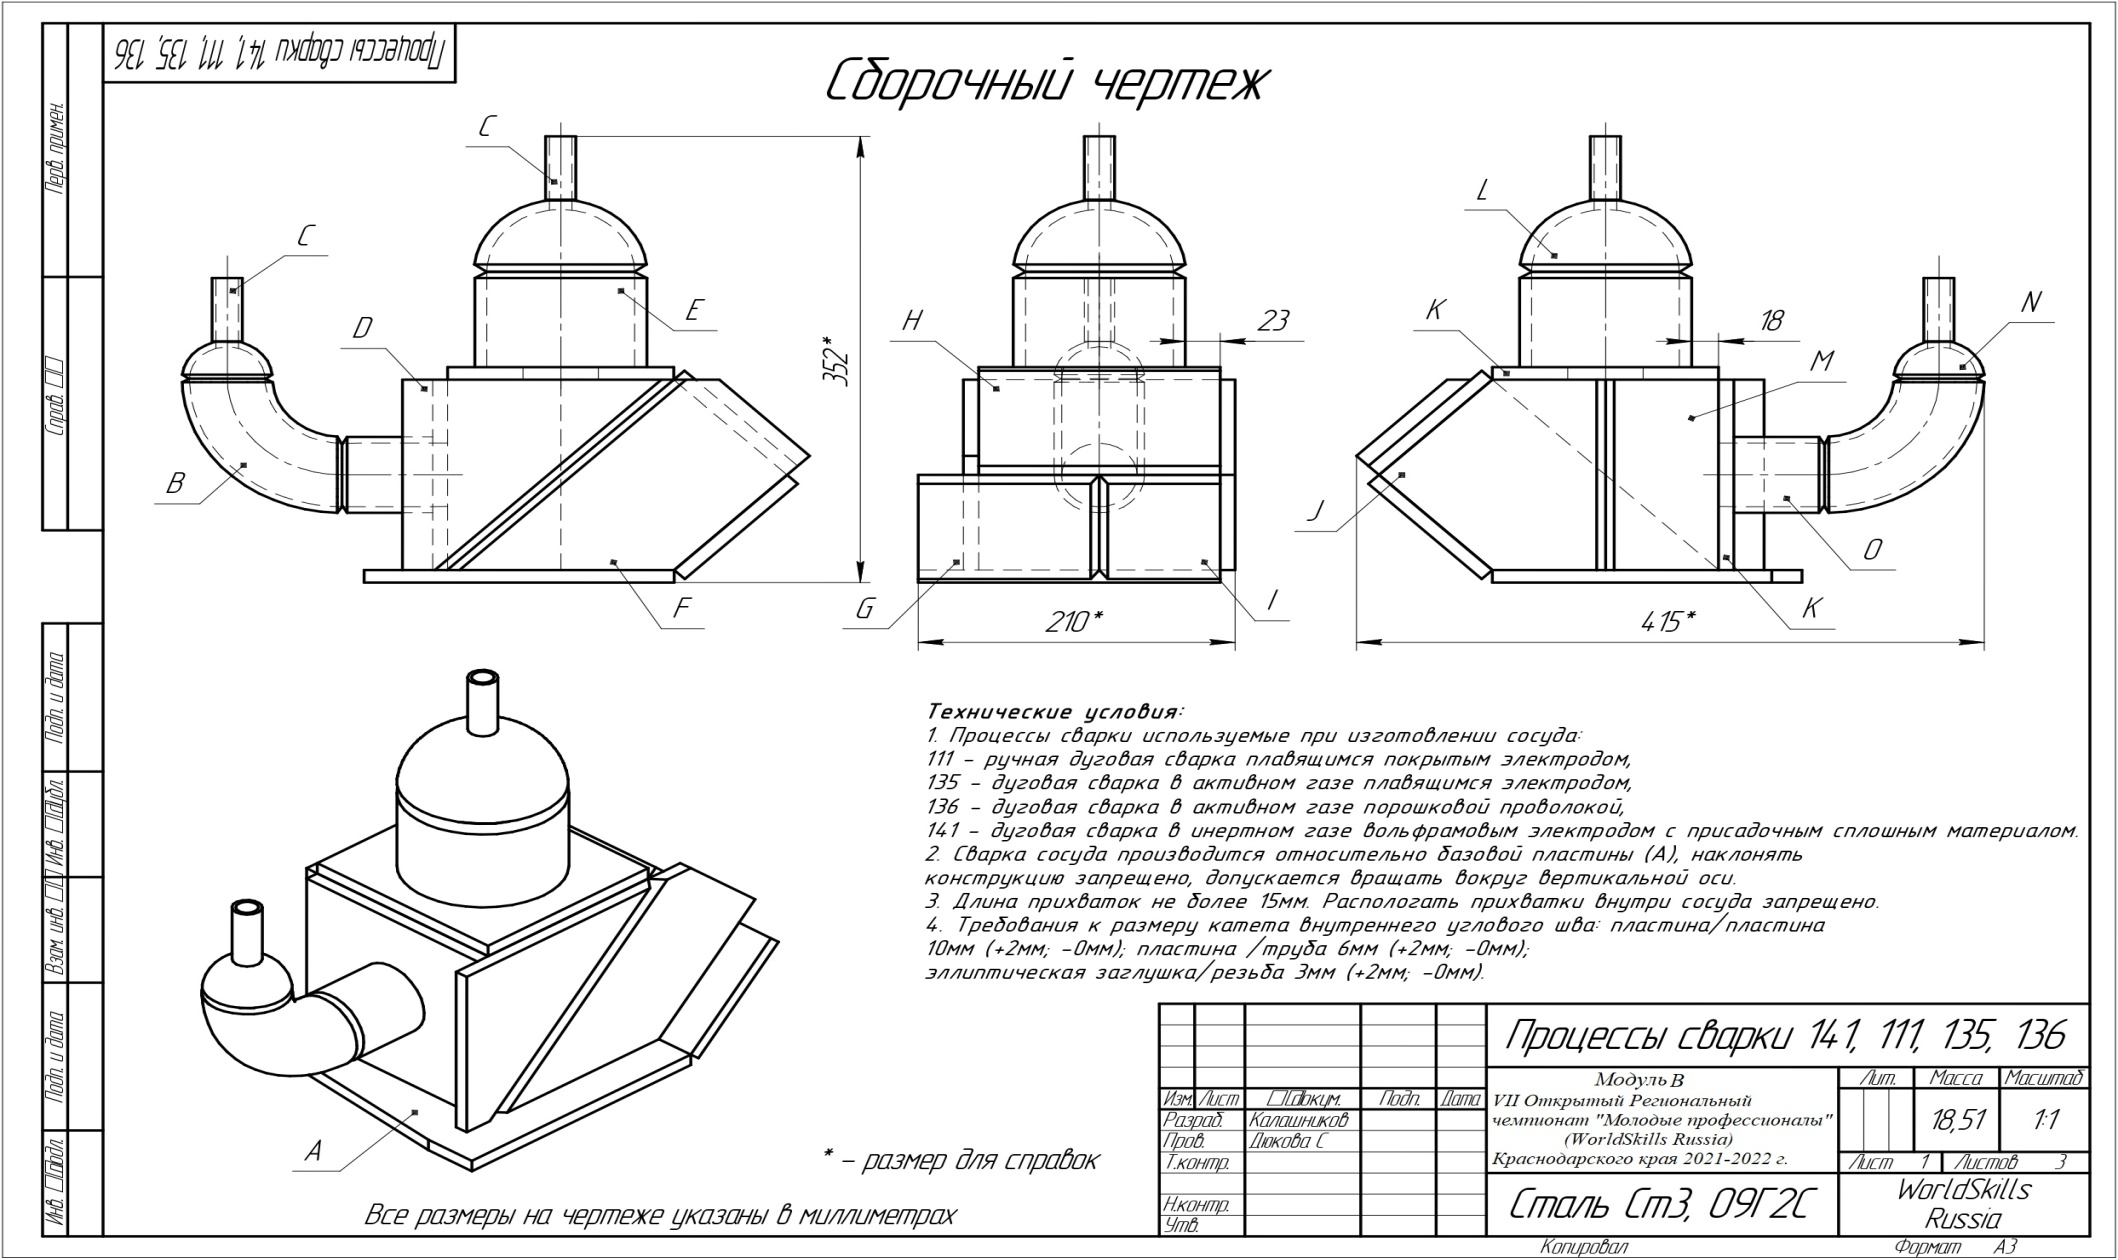 Процессы сварки 141, 111, 135, 136
Сборочный чертеж
Перв. примен.
Справ. □□
Подп. и дата
Инв. □□дубл.
Взам. инв. □□
Подп. и дата
Инв. □□подл.
C
C
D
E
B
F
352*
H
23
G
I
210*
L
K
18
N
M
J
O
K
415*
A
Технические условия:
1. Процессы сварки используемые при изготовлении сосуда:
111 - ручная дуговая сварка плавящимся покрытым электродом,
135 - дуговая сварка в активном газе плавящимся электродом,
136 - дуговая сварка в активном газе порошковой проволокой,
141 - дуговая сварка в инертном газе вольфрамовым электродом с присадочным сплошным материалом.
2. Сварка сосуда производится относительно базовой пластины (А), наклонять
конструкцию запрещено, допускается вращать вокруг вертикальной оси.
3. Длина прихваток не более 15мм. Распологать прихватки внутри сосуда запрещено.
4. Требования к размеру катета внутреннего углового шва: пластина/пластина
10мм (+2мм; -0мм); пластина /труба 6мм (+2мм; -0мм);
эллиптическая заглушка/резьба 3мм (+2мм; -0мм).
* - размер для справок
Все размеры на чертеже указаны в миллиметрах
Процессы сварки 141, 111, 135, 136
Изм. Лист □□докум. Подп. Дата
Разраб. Калашников
Пров. Дюкова С
Т.контр.
Н.контр.
Утв.
Модуль В
VII Открытый Региональный
чемпионат "Молодые профессионалы"
(WorldSkills Russia)
Краснодарского края 2021-2022 г.
Лит. Масса Масштаб
18,51 1:1
Лист 1 Листов 3
Сталь Ст3, 09Г2С
WorldSkills
Russia
Копировал Формат А3